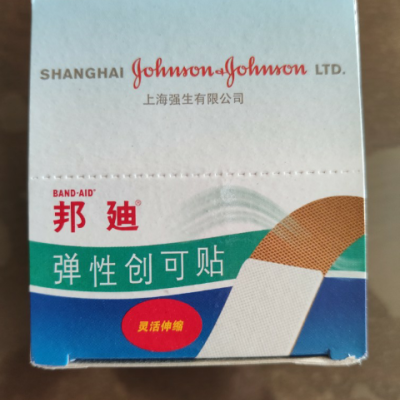 SHANGHAI Johnson & Johnson LTD.
上海强生有限公司
BAND-AID®
邦迪®
弹性创可贴
灵活伸缩